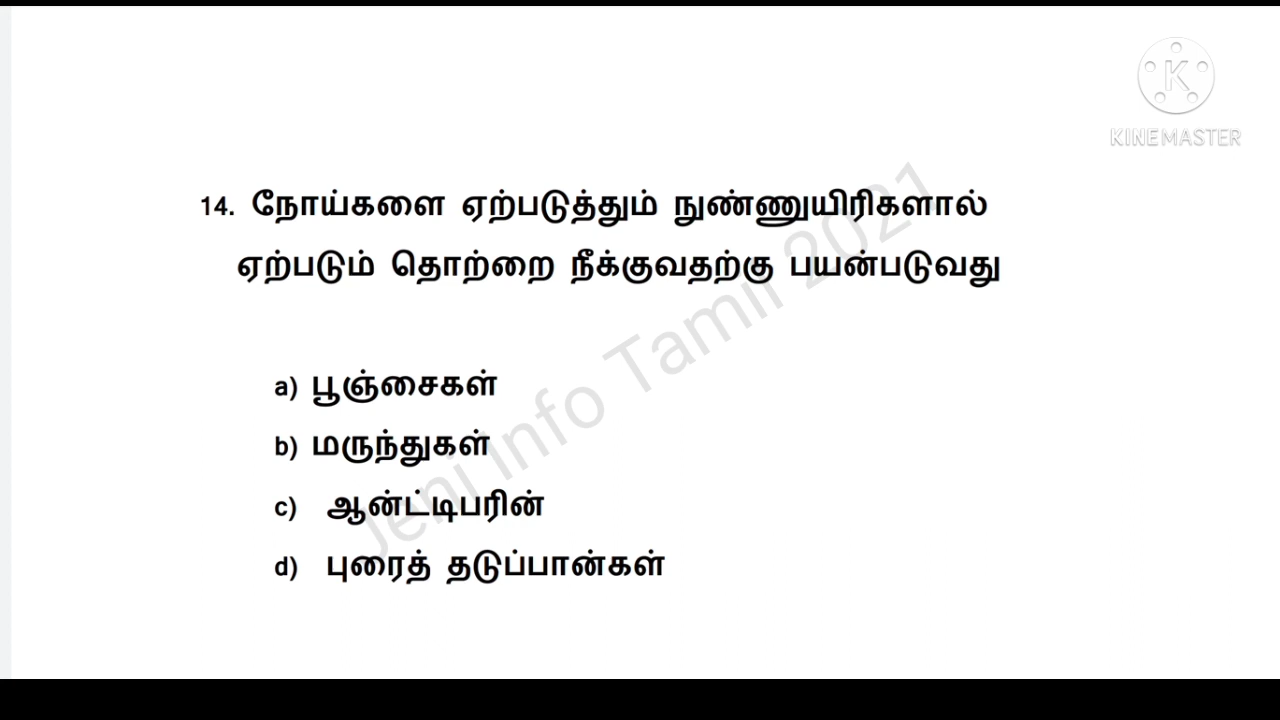 KINEMASTER
14. நோய்களை ஏற்படுத்தும் நுண்ணுயிரிகளால்
ஏற்படும் தொற்றை நீக்குவதற்கு பயன்படுவது
a) பூஞ்சைகள்
b) மருந்துகள்
c) ஆன்ட்டிபரின்
d) புரைத் தடுப்பான்கள்
Jeni Info Tamil 2021